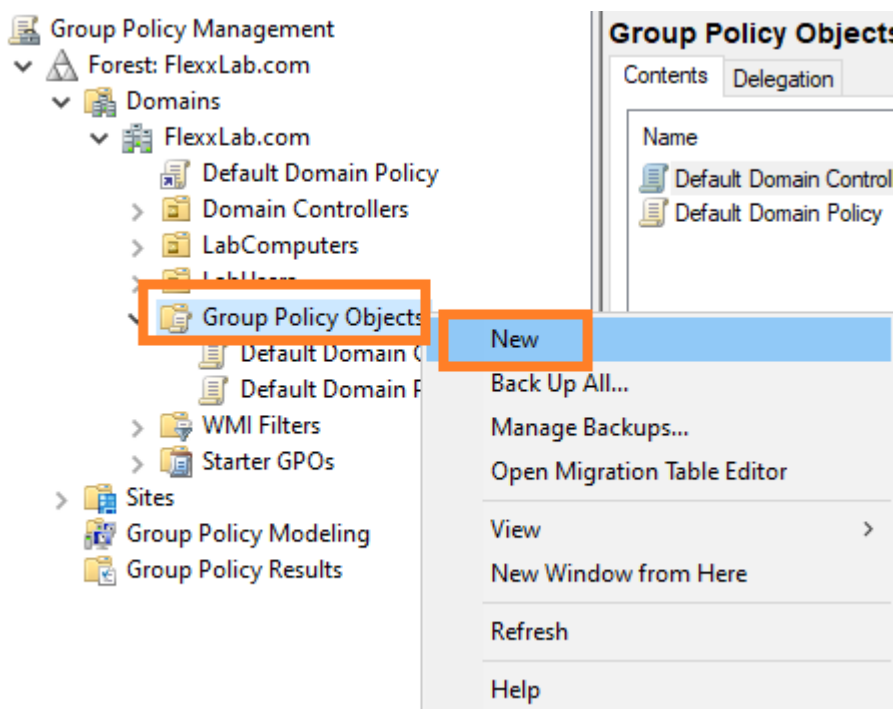 Group Policy Management
Forest: FlexxLab.com
Domains
FlexxLab.com
Default Domain Policy
Domain Controllers
LabComputers
LabUsers
Group Policy Objects
Default Domain
Default Domain
WMI Filters
Starter GPOs
Sites
Group Policy Modeling
Group Policy Results
Group Policy Objects
Contents Delegation
Name
Default Domain Control
Default Domain Policy
New
Back Up All...
Manage Backups...
Open Migration Table Editor
View
New Window from Here
Refresh
Help